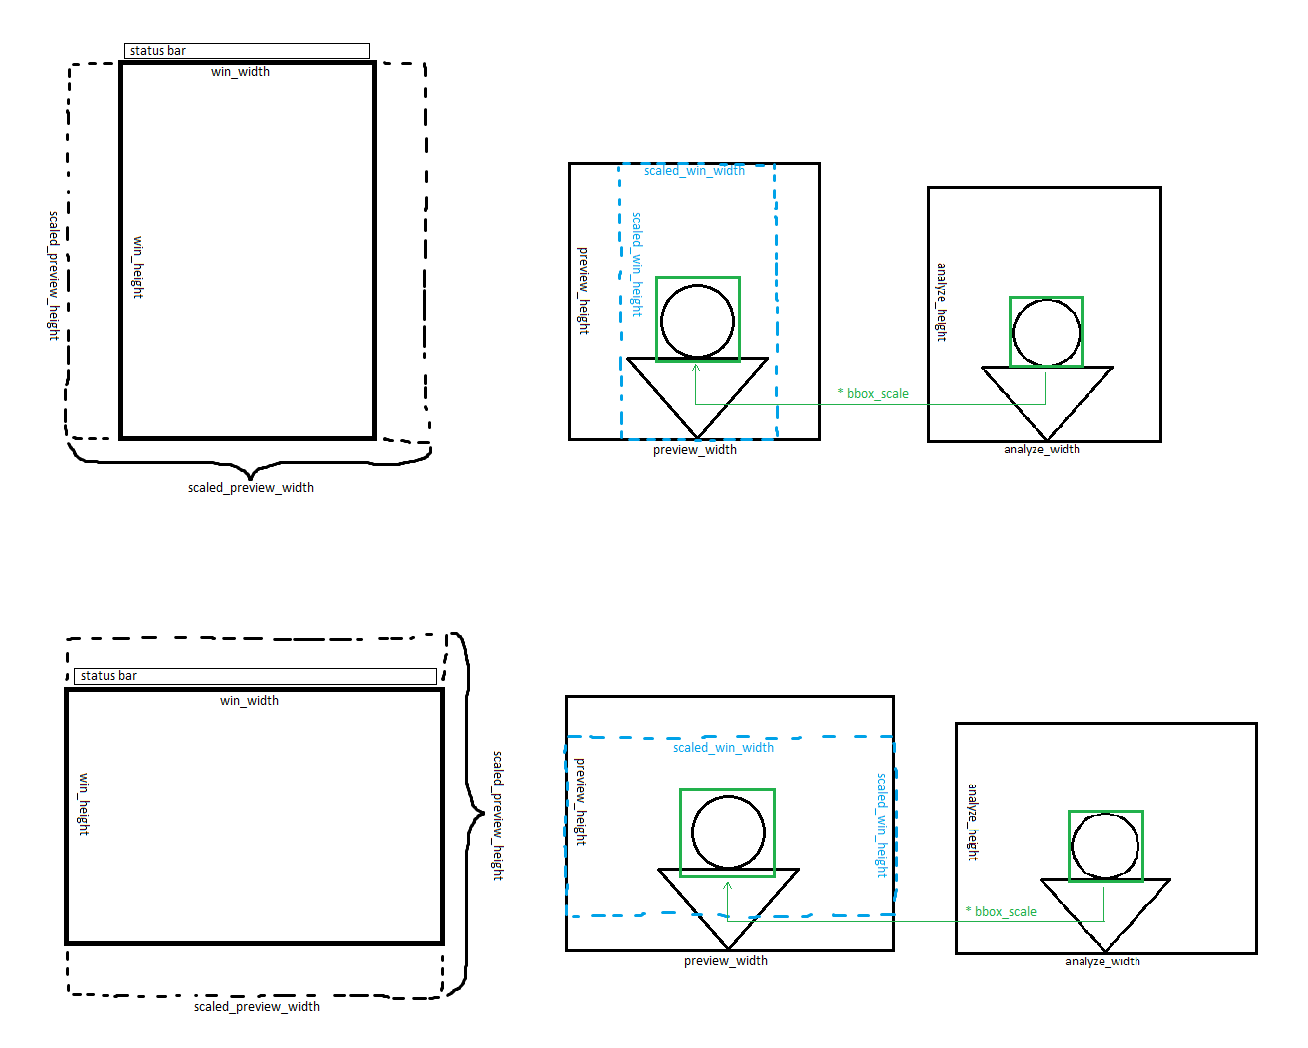 status bar
win_width
scaled_preview_height
win_height
scaled_preview_width
scaled_win_width
scaled_win_height
preview_height
preview_width
* bbox_scale
analyze_height
analyze_width
status bar
win_width
win_height
scaled_preview_height
scaled_preview_width
scaled_win_width
preview_height
scaled_win_height
preview_width
* bbox_scale
analyze_height
analyze_width